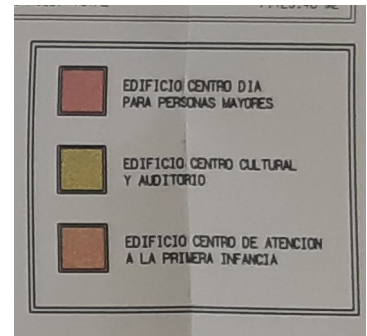 EDIFICIO CENTRO DIA
PARA PERSONAS MAYORES
EDIFICIO CENTRO CULTURAL
Y AUDITORIO
EDIFICIO CENTRO DE ATENCION
A LA PRIMERA INFANCIA